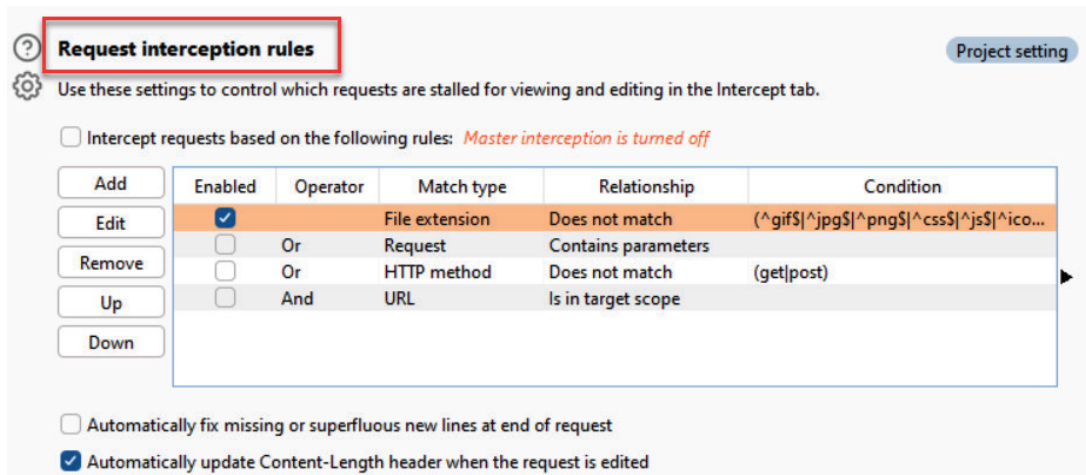 Request interception rules
Project setting
Use these settings to control which requests are stalled for viewing and editing in the Intercept tab.
Intercept requests based on the following rules: Master interception is turned off
Add
Edit
Remove
Up
Down
Enabled Operator Match type Relationship Condition
File extension Does not match (^gif$|^jpg$|^png$|^css$|^js$|^ico...
Or Request Contains parameters
Or HTTP method Does not match (get|post)
And URL Is in target scope
Automatically fix missing or superfluous new lines at end of request
Automatically update Content-Length header when the request is edited